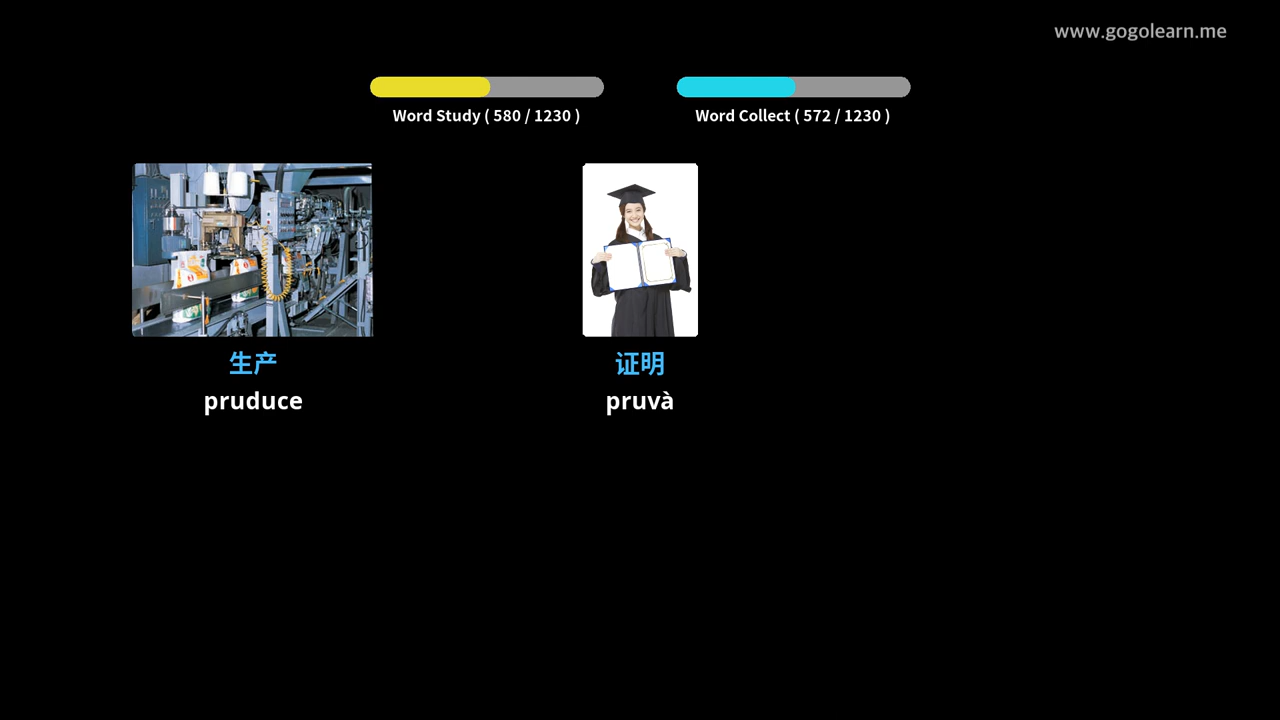 www.gogolearn.me
Word Study ( 580 / 1230 )
Word Collect ( 572 / 1230 )
生产
pruduce
证明
pruvà